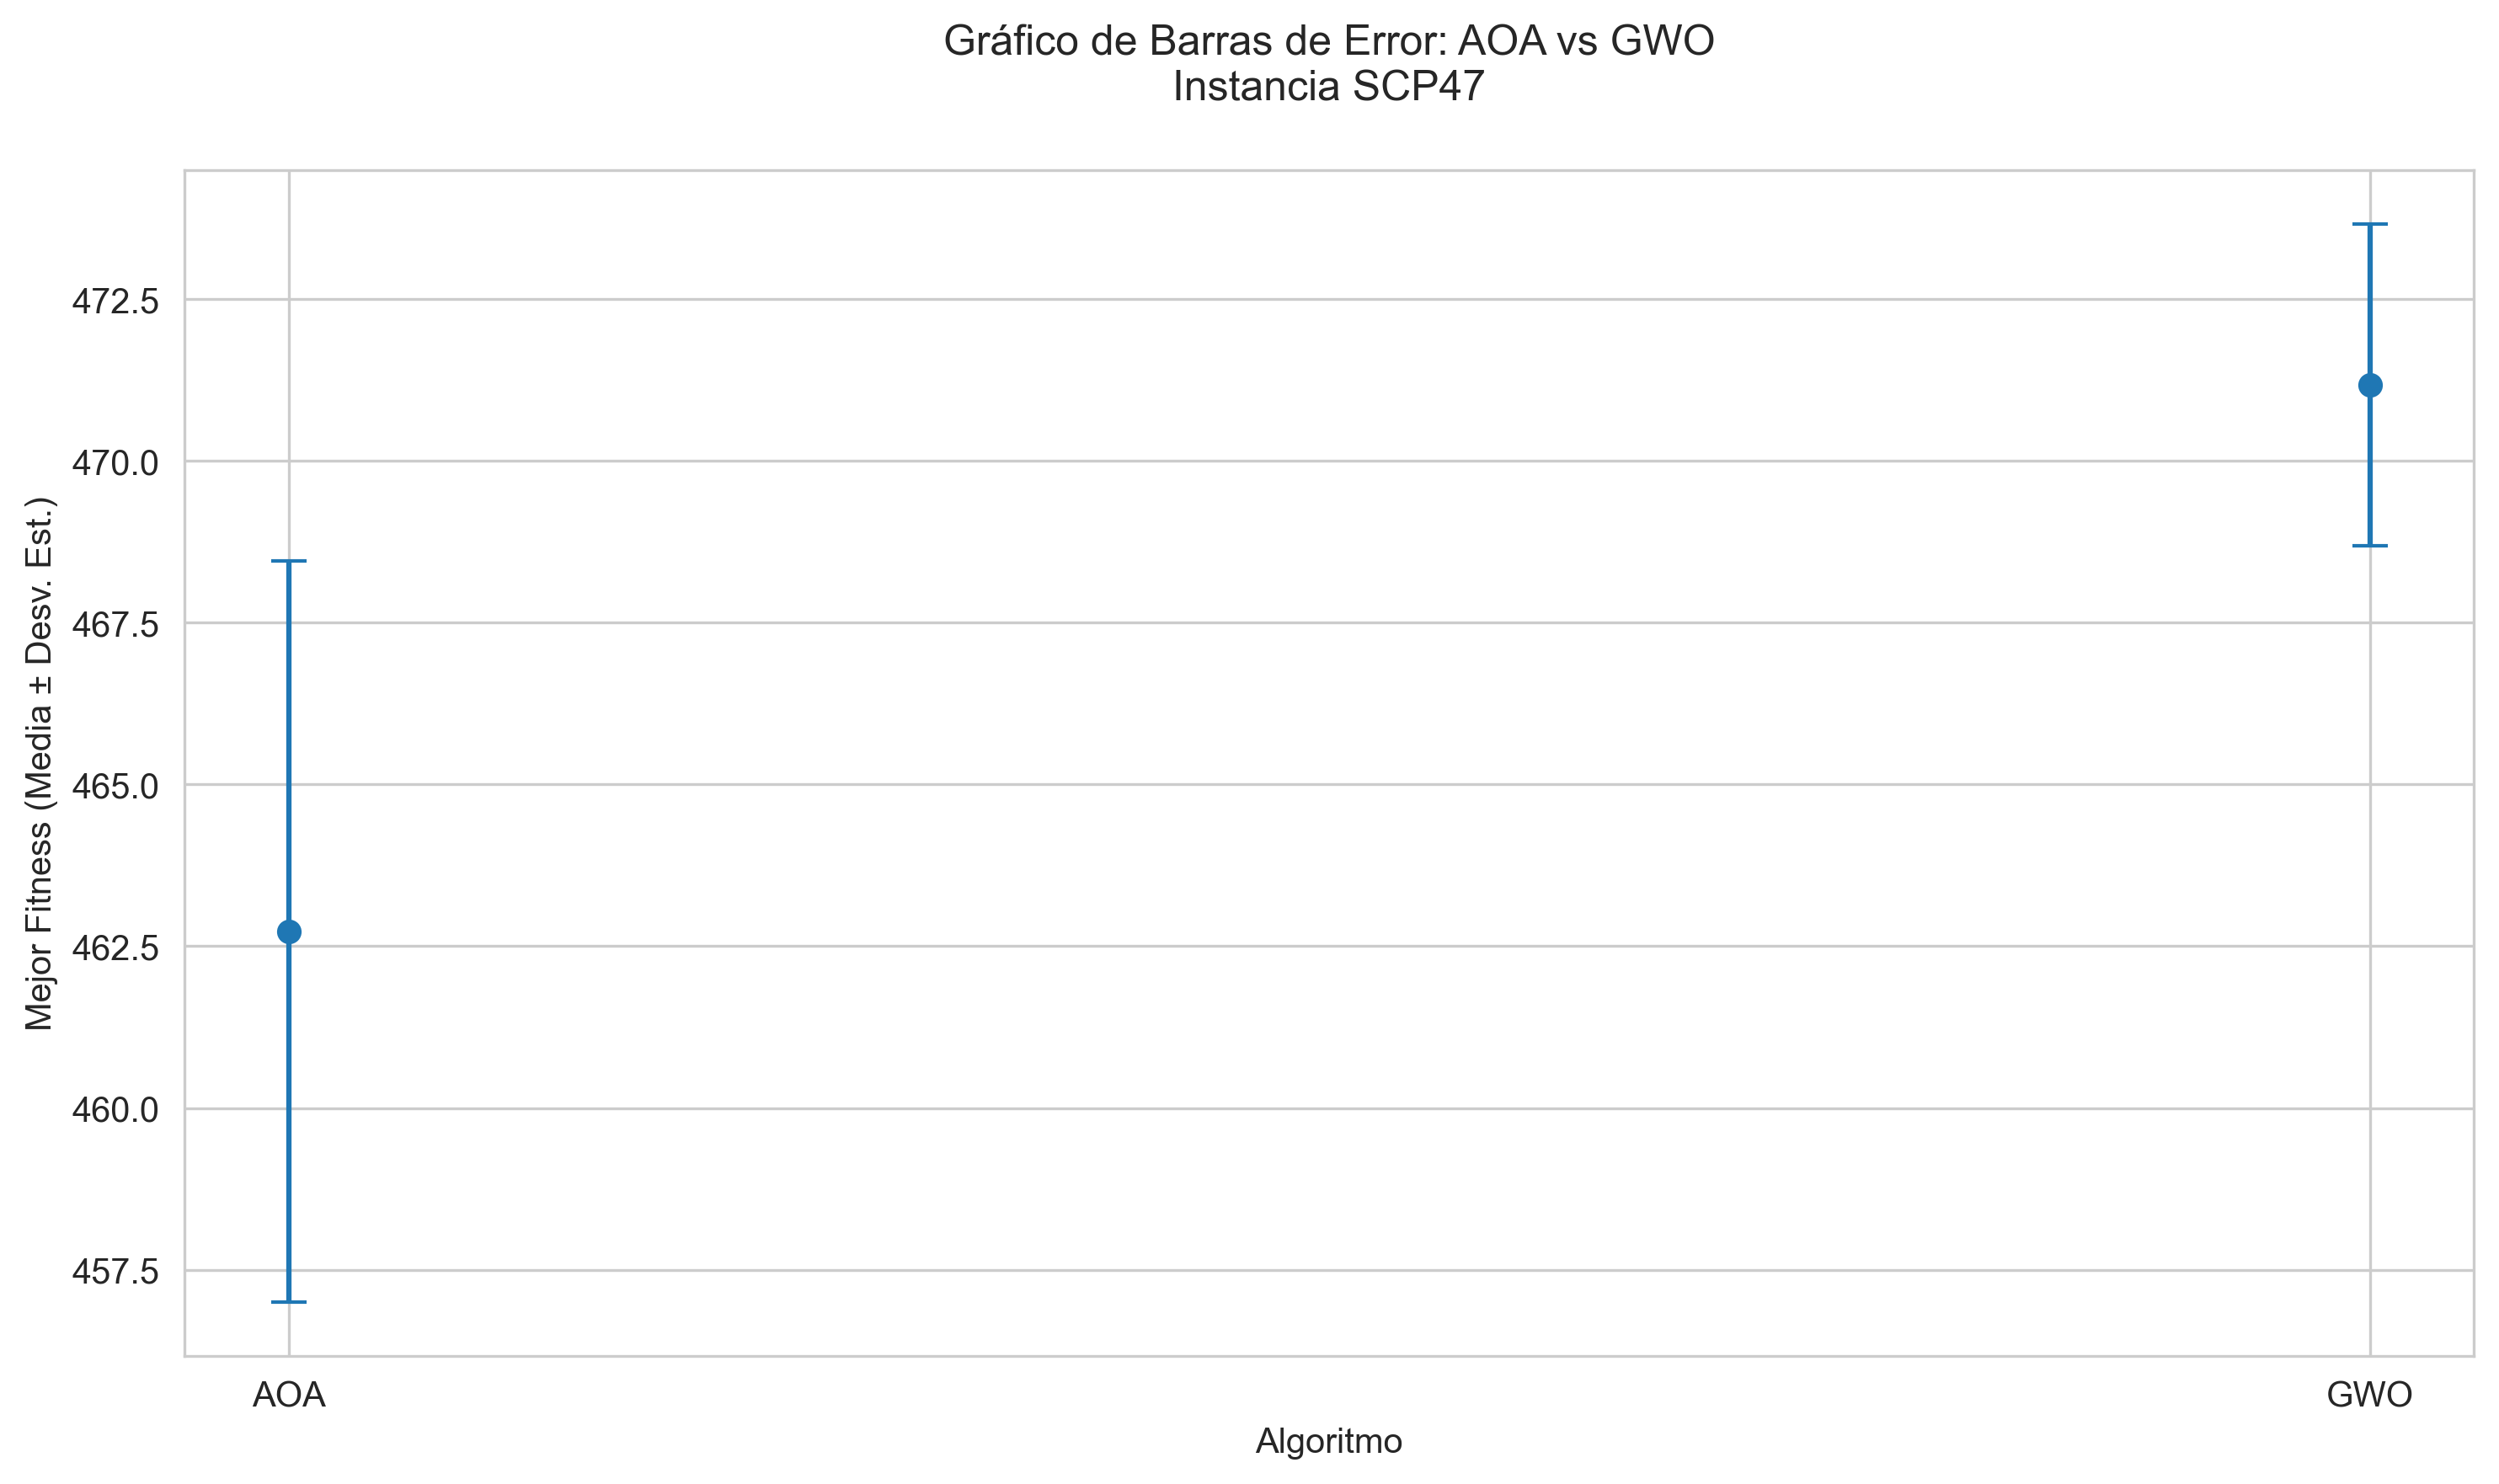 Gráfico de Barras de Error: AOA vs GWO
Instancia SCP47
Mejor Fitness (Media ± Desv. Est.)
472.5
470.0
467.5
465.0
462.5
460.0
457.5
AOA
GWO
Algoritmo